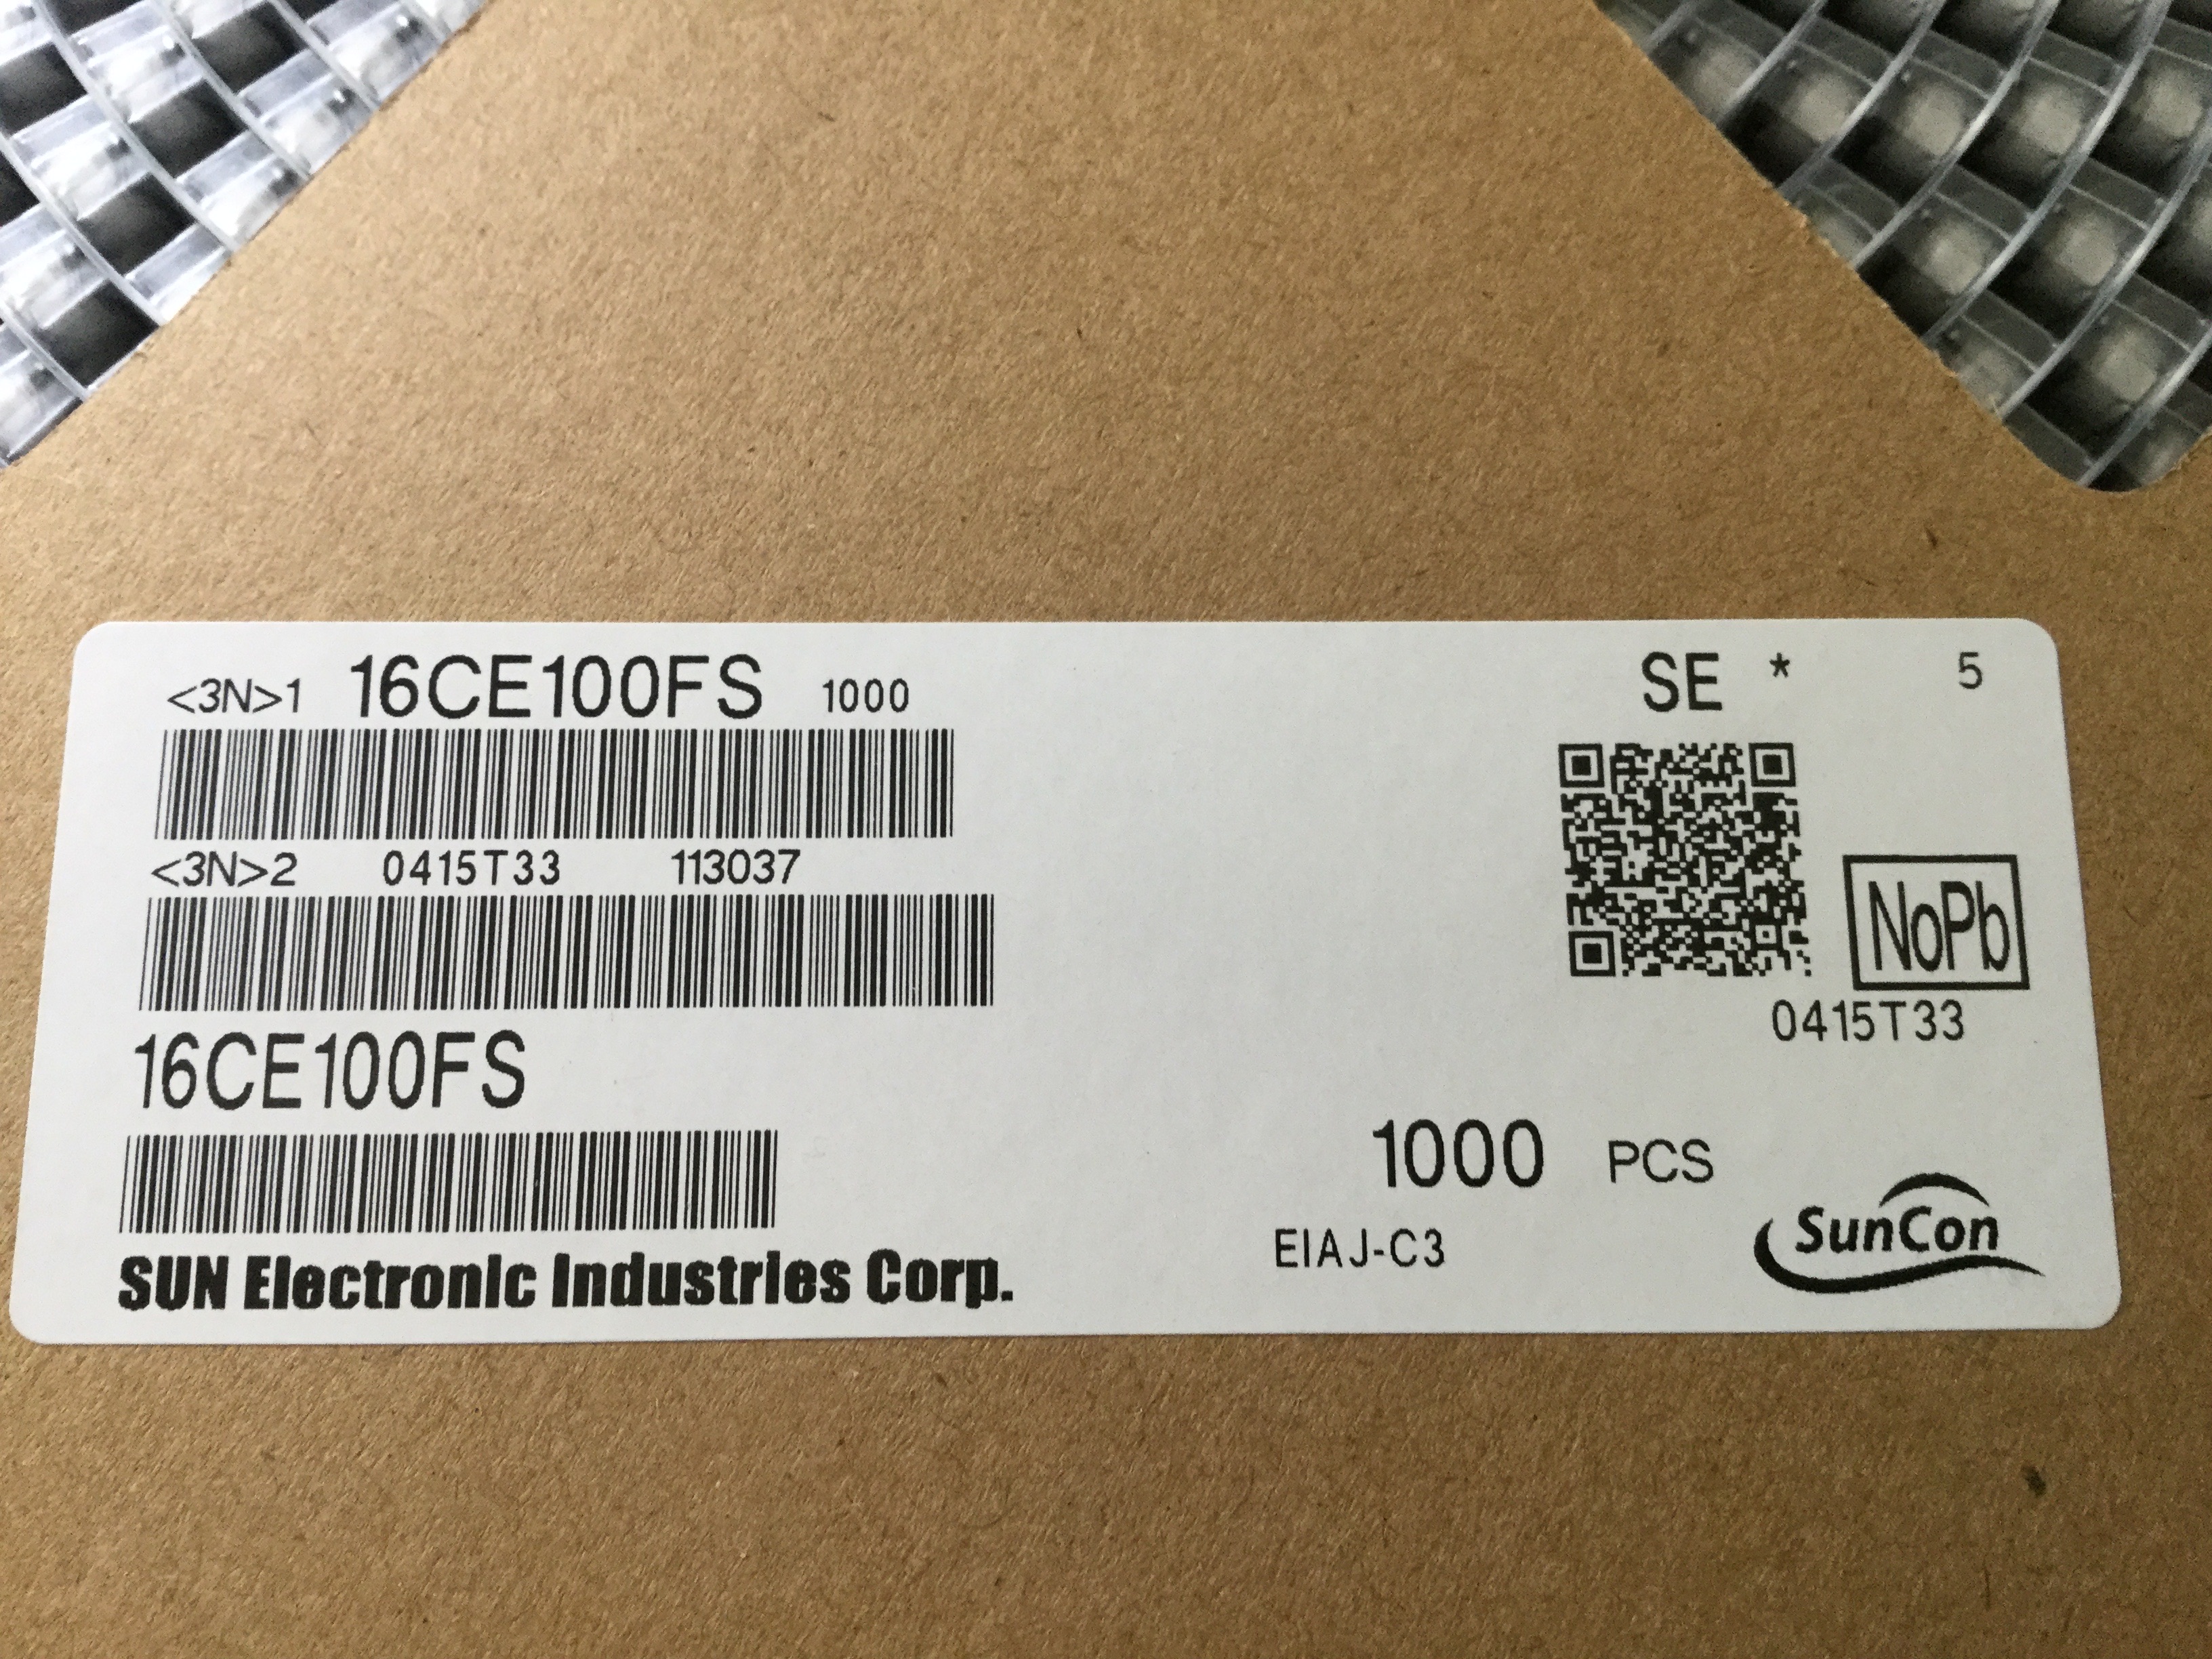 <3N>1 16CE100FS 1000
SE * 5
<3N>2 0415T33 113037
NoPb
0415T33
16CE100FS
1000 PCS
SUN Electronic Industries Corp.
EIAJ-C3
SunCon